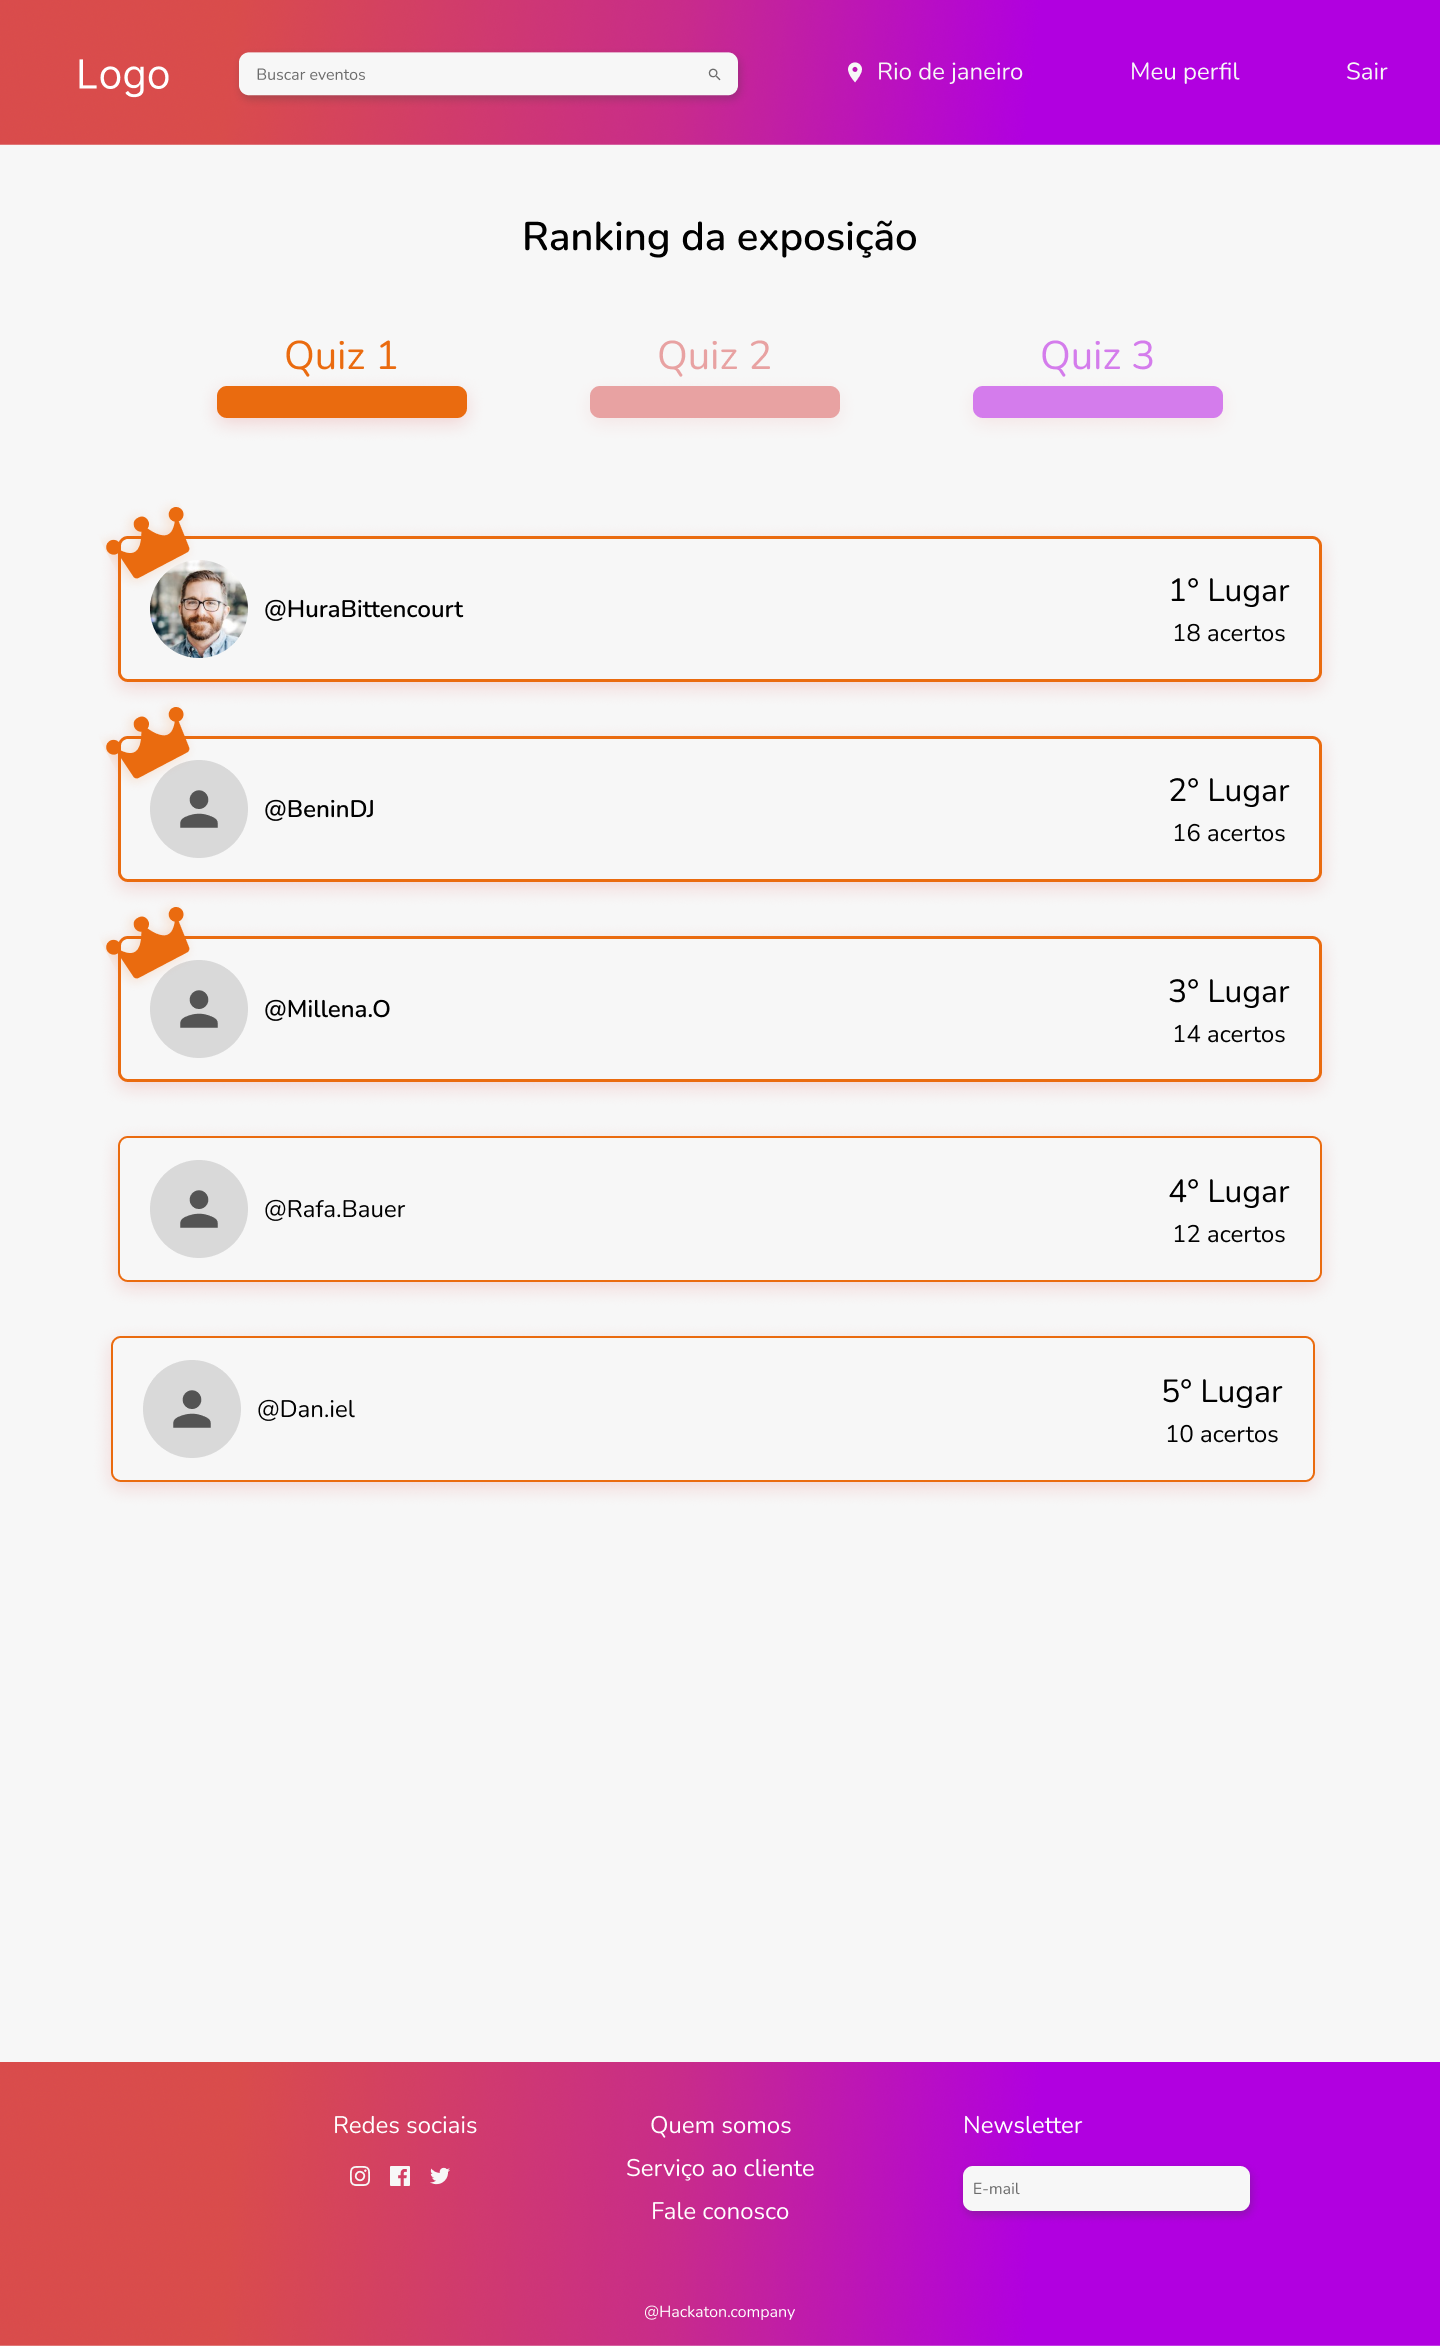 Logo
Buscar eventos
Rio de janeiro
Meu perfil
Sair
Ranking da exposição
Quiz 1
Quiz 2
Quiz 3
@HuraBittencourt
1° Lugar
18 acertos
@BeninDJ
2° Lugar
16 acertos
@Millena.O
3° Lugar
14 acertos
@Rafa.Bauer
4° Lugar
12 acertos
@Dan.iel
5° Lugar
10 acertos
Redes sociais
Quem somos
Serviço ao cliente
Fale conosco
Newsletter
E-mail
@Hackaton.company